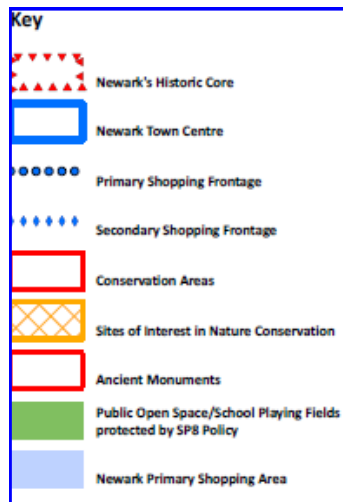 Key
Newark's Historic Core
Newark Town Centre
Primary Shopping Frontage
Secondary Shopping Frontage
Conservation Areas
Sites of Interest in Nature Conservation
Ancient Monuments
Public Open Space/School Playing Fields
protected by SP8 Policy
Newark Primary Shopping Area